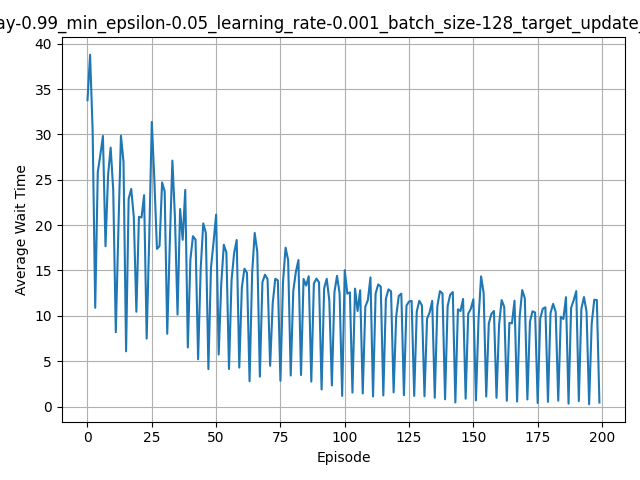 ay-0.99_min_epsilon-0.05_learning_rate-0.001_batch_size-128_target_update_
40
35
30
25
20
15
10
5
0
Average Wait Time
0 25 50 75 100 125 150 175 200
Episode